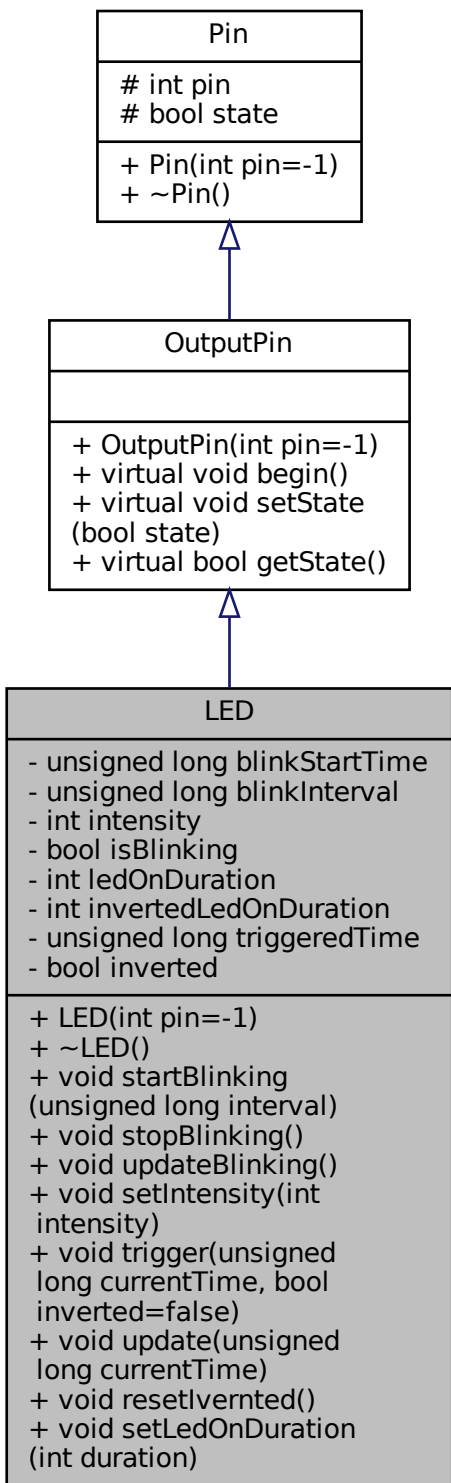 Pin
# int pin
# bool state
+ Pin(int pin=-1)
+ ~Pin()
OutputPin
+ OutputPin(int pin=-1)
+ virtual void begin()
+ virtual void setState
(bool state)
+ virtual bool getState()
LED
- unsigned long blinkStartTime
- unsigned long blinkInterval
- int intensity
- bool isBlinking
- int ledOnDuration
- int invertedLedOnDuration
- unsigned long triggeredTime
- bool inverted
+ LED(int pin=-1)
+ ~LED()
+ void startBlinking
(unsigned long interval)
+ void stopBlinking()
+ void updateBlinking()
+ void setIntensity(int
intensity)
+ void trigger(unsigned
long currentTime, bool
inverted=false)
+ void update(unsigned
long currentTime)
+ void resetIvernted()
+ void setLedOnDuration
(int duration)